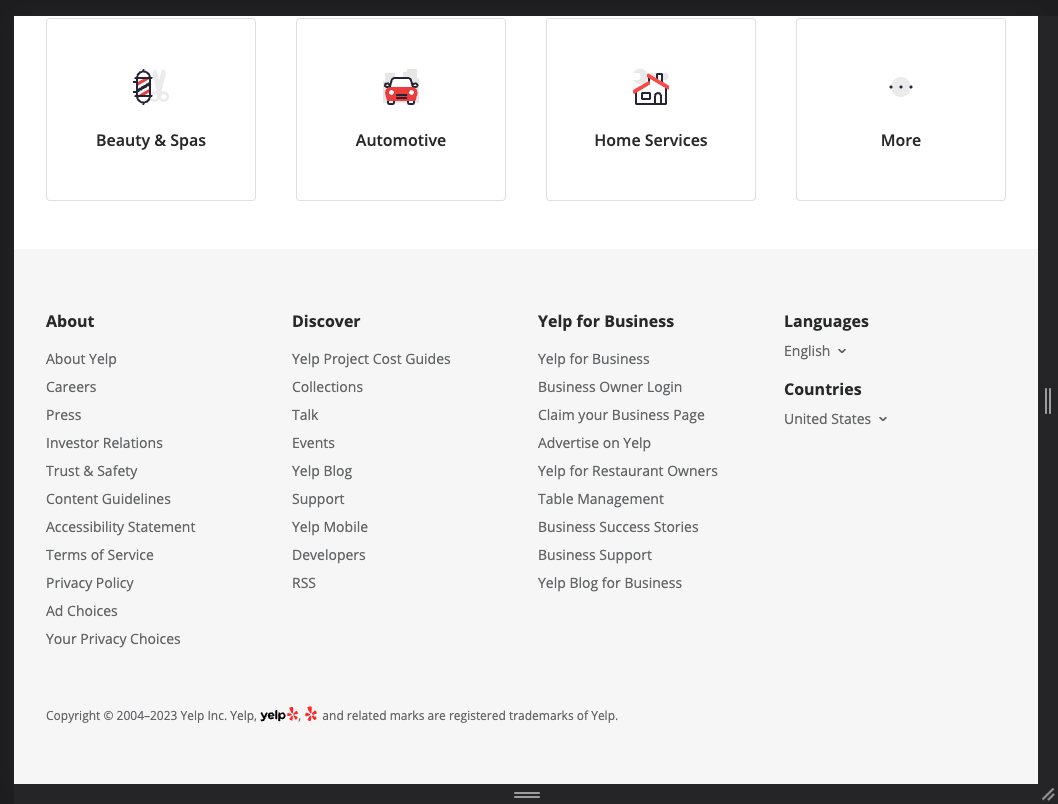 Beauty & Spas
Automotive
Home Services
More
About
About Yelp
Careers
Press
Investor Relations
Trust & Safety
Content Guidelines
Accessibility Statement
Terms of Service
Privacy Policy
Ad Choices
Your Privacy Choices
Discover
Yelp Project Cost Guides
Collections
Talk
Events
Yelp Blog
Support
Yelp Mobile
Developers
RSS
Yelp for Business
Yelp for Business
Business Owner Login
Claim your Business Page
Advertise on Yelp
Yelp for Restaurant Owners
Table Management
Business Success Stories
Business Support
Yelp Blog for Business
Languages
English
Countries
United States
Copyright © 2004–2023 Yelp Inc. Yelp, yelp, and related marks are registered trademarks of Yelp.